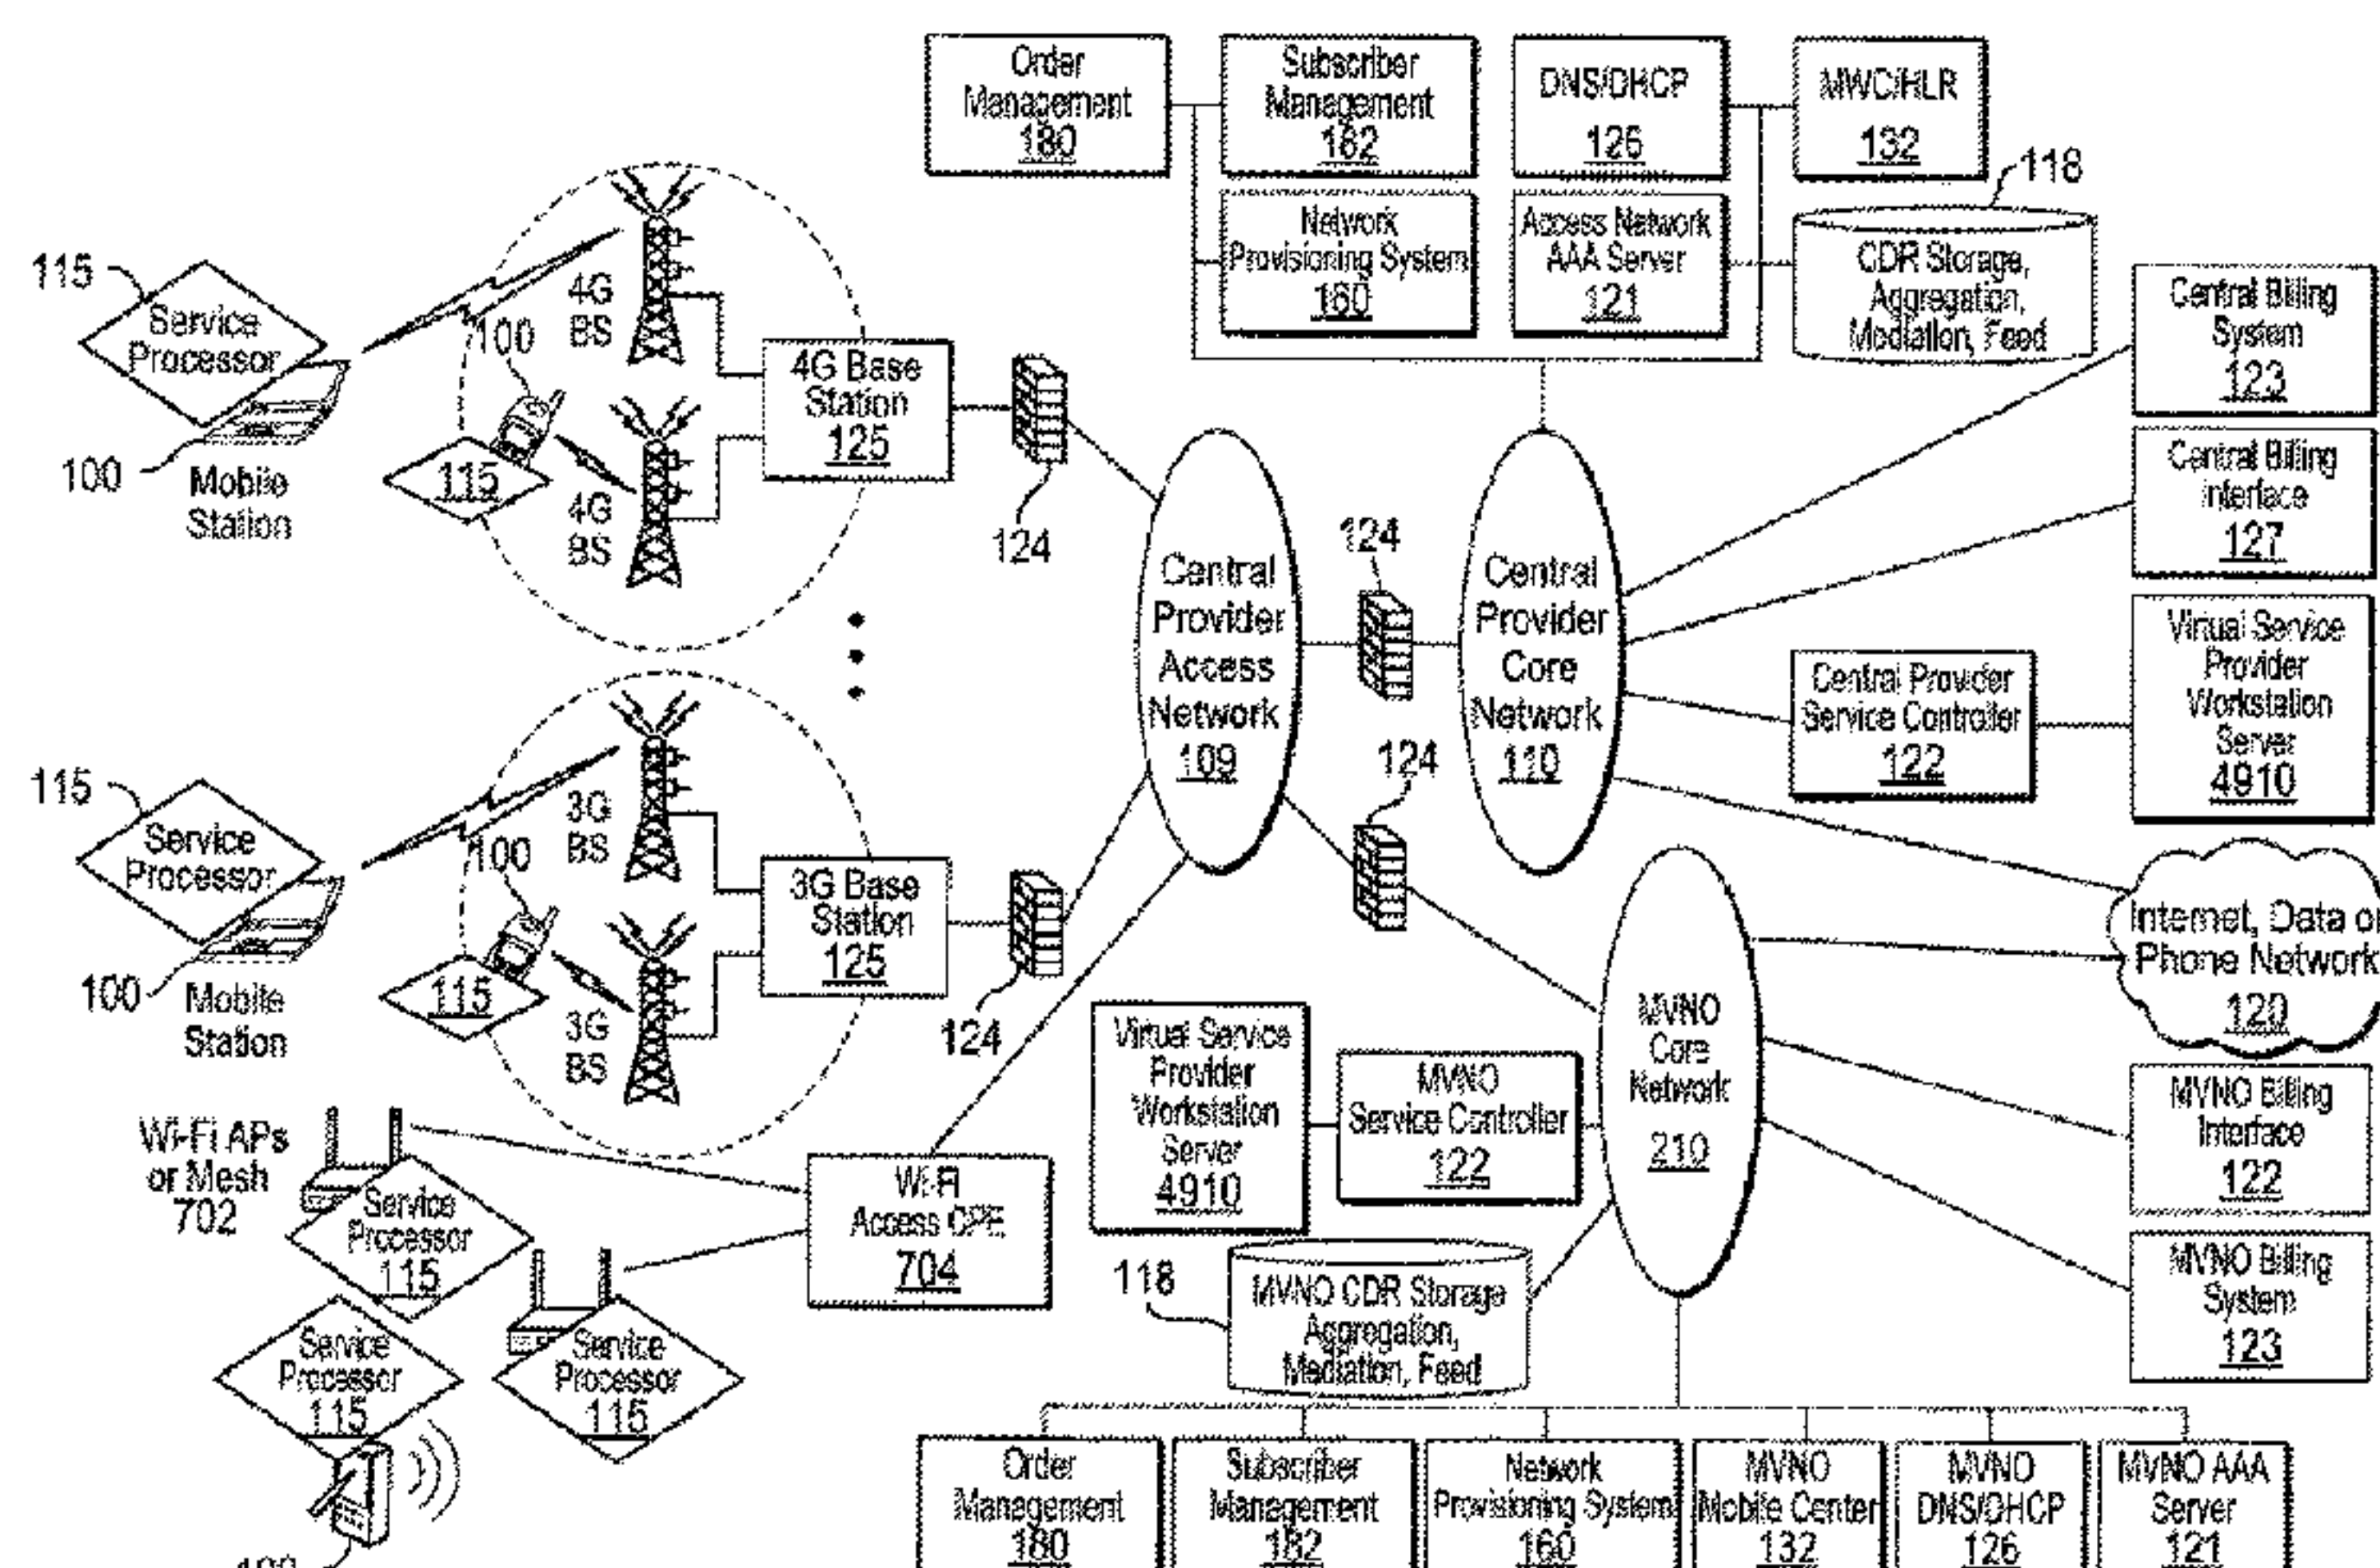 Order
Management
180
Subscriber
Management
182
DNS/DHCP
126
MWC/HLR
132
118
Network
Provisioning System
160
Access Network
AAA Server
121
CDR Storage,
Aggregation,
Mediation, Feed
Central Billing
System
123
Central Billing
Interface
127
Virtual Service
Provider
Workstation
Server
4910
Central Provider
Service Controller
122
115
Service
Processor
100
Mobile
Station
4G
BS
100
115
4G
BS
4G Base
Station
125
124
Central
Provider
Access
Network
109
124
Central
Provider
Core
Network
110
124
115
Service
Processor
100
Mobile
Station
3G
BS
100
115
3G
BS
3G Base
Station
125
124
Internet, Data or
Phone Network
120
MVNO
Core
Network
210
Virtual Service
Provider
Workstation
Server
4910
MVNO
Service Controller
122
MVNO Billing
Interface
122
MVNO Billing
System
123
Wi-Fi APs
or Mesh
702
Service
Processor
115
Service
Processor
115
Service
Processor
115
Wi-Fi
Access CPE
704
118
MVNO CDR Storage
Aggregation,
Mediation, Feed
Order
Management
180
Subscriber
Management
182
Network
Provisioning System
160
MVNO
Mobile Center
132
MVNO
DNS/DHCP
126
MVNO AAA
Server
121